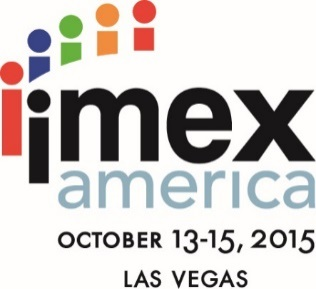 imex
america
OCTOBER 13-15, 2015
LAS VEGAS